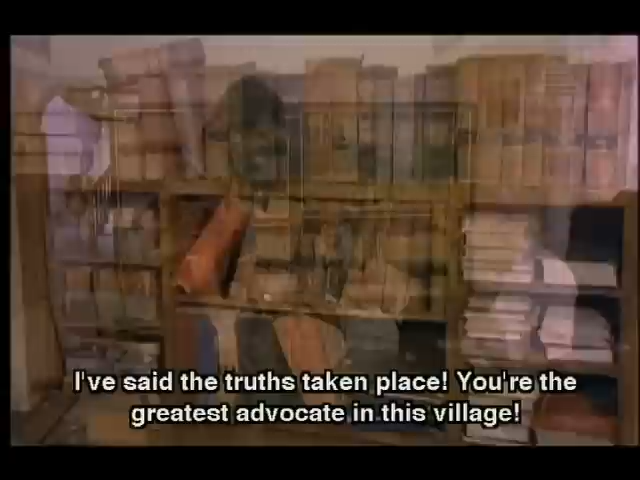 I've said the truths taken place! You're the
greatest advocate in this village!